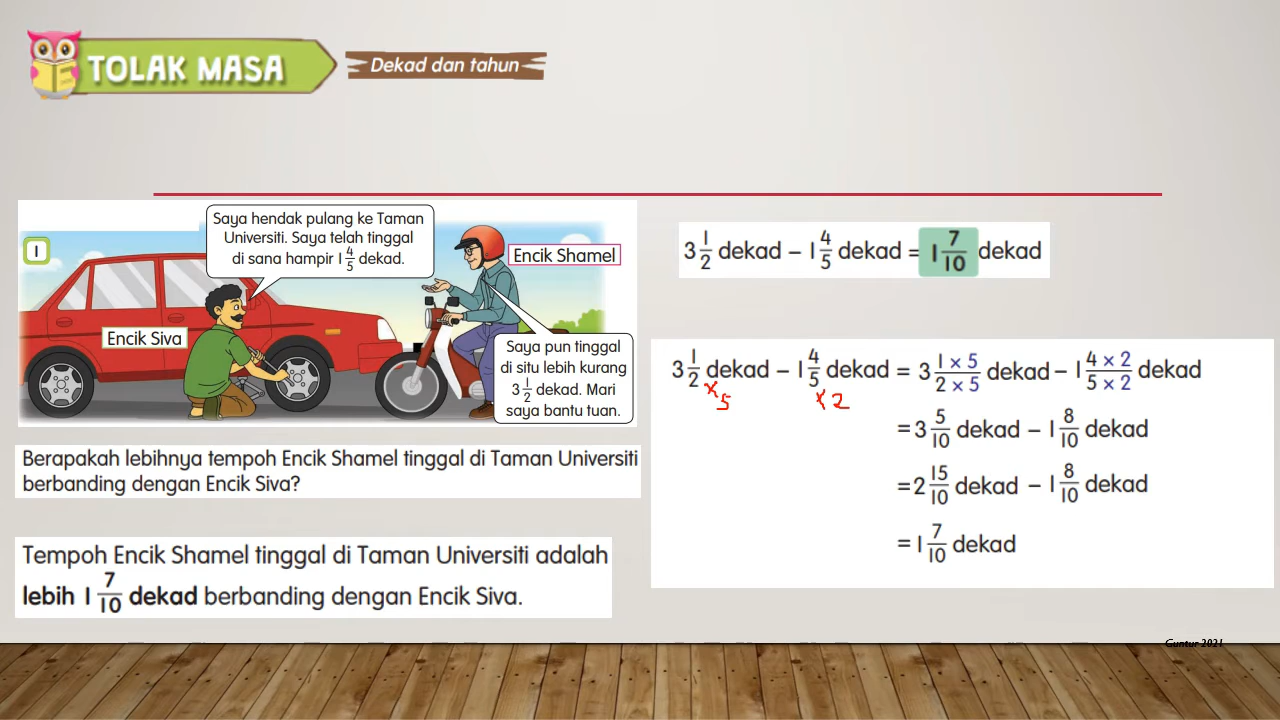 TOLAK MASA
Dekad dan tahun
1
Saya hendak pulang ke Taman
Universiti. Saya telah tinggal
di sana hampir 1 4/5 dekad.
Encik Shamel
Encik Siva
Saya pun tinggal
di situ lebih kurang
3 1/2 dekad. Mari
saya bantu tuan.
Berapakah lebihnya tempoh Encik Shamel tinggal di Taman Universiti
berbanding dengan Encik Siva?
Tempoh Encik Shamel tinggal di Taman Universiti adalah
lebih 1 7/10 dekad berbanding dengan Encik Siva.
3 1/2 dekad − 1 4/5 dekad = 1 7/10 dekad
3 1/2 dekad − 1 4/5 dekad = 3 (1 × 5)/(2 × 5) dekad − 1 (4 × 2)/(5 × 2) dekad
×5 ×2
= 3 5/10 dekad − 1 8/10 dekad
= 2 15/10 dekad − 1 8/10 dekad
= 1 7/10 dekad
Guntur 2021